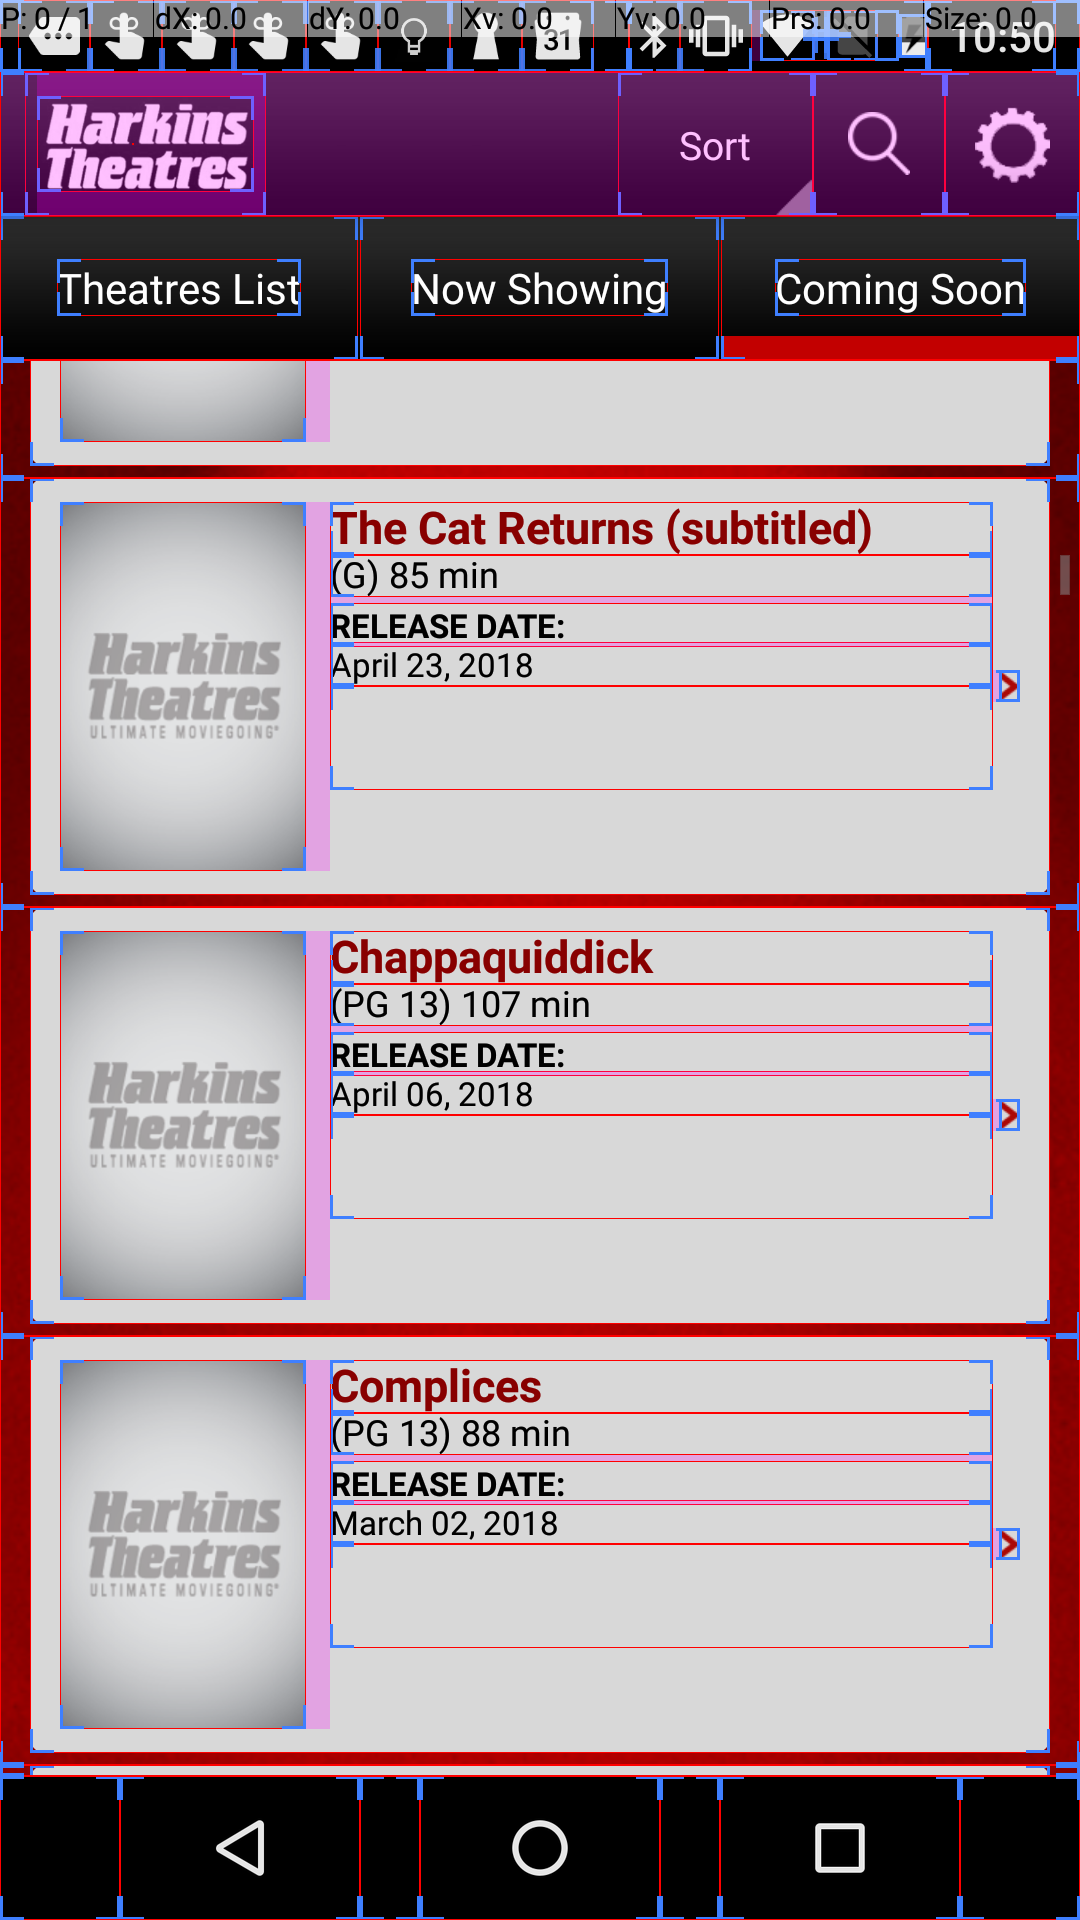 P: 0 / 1 dX: 0.0 dY: 0.0 Xv: 0.0 Yv: 0.0 Prs: 0.0 Size: 0.0
31 10:50
Harkins
Theatres
Sort
Theatres List Now Showing Coming Soon
The Cat Returns (subtitled)
(G) 85 min
RELEASE DATE:
April 23, 2018
Harkins
Theatres
ULTIMATE MOVIEGOING®
Chappaquiddick
(PG 13) 107 min
RELEASE DATE:
April 06, 2018
Harkins
Theatres
ULTIMATE MOVIEGOING®
Complices
(PG 13) 88 min
RELEASE DATE:
March 02, 2018
Harkins
Theatres
ULTIMATE MOVIEGOING®